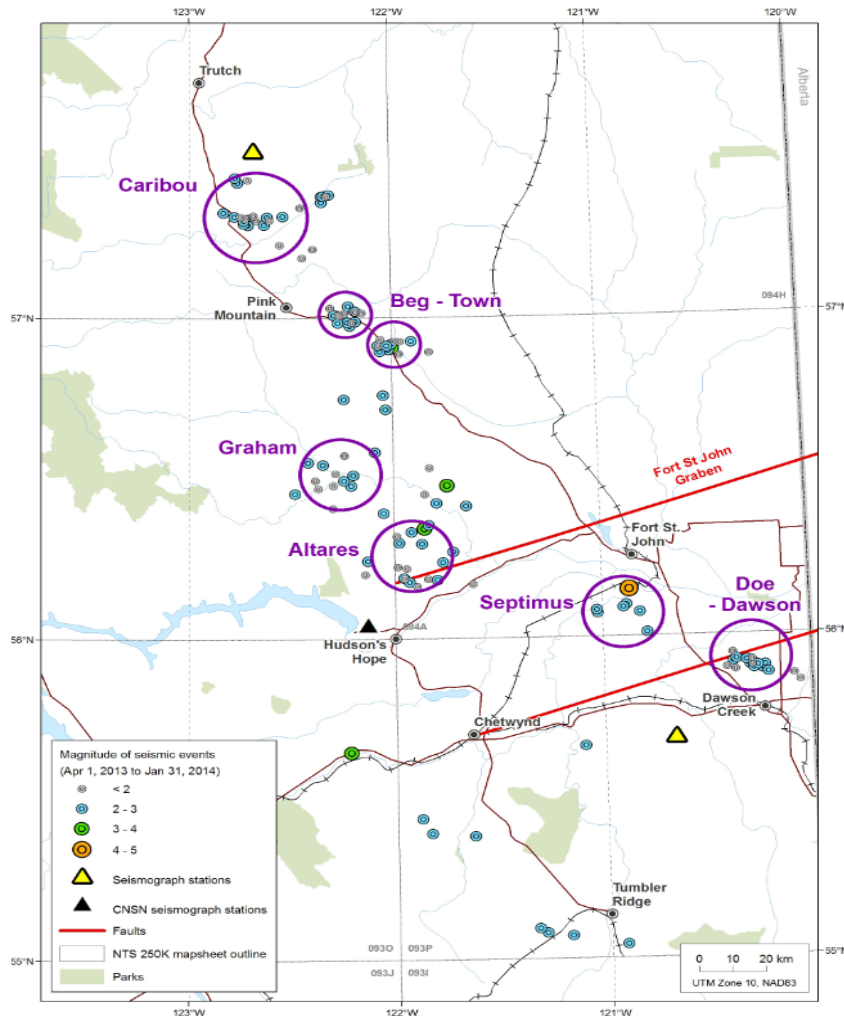 123°W
122°W
121°W
120°W
Trutch
Alberta
Caribou
Pink
Mountain
Beg - Town
094H
57°N
57°N
Graham
Fort St John
Graben
Fort St.
John
Altares
Septimus
Doe
- Dawson
56°N
56°N
094A
Hudson's
Hope
Dawson
Creek
Chetwynd
Magnitude of seismic events
(Apr 1, 2013 to Jan 31, 2014)
< 2
2 - 3
3 - 4
4 - 5
Seismograph stations
CNSN seismograph stations
Faults
NTS 250K mapsheet outline
Parks
Tumbler
Ridge
093O
093P
093J
093I
55°N
55°N
0 10 20 km
UTM Zone 10, NAD83
123°W
122°W
121°W